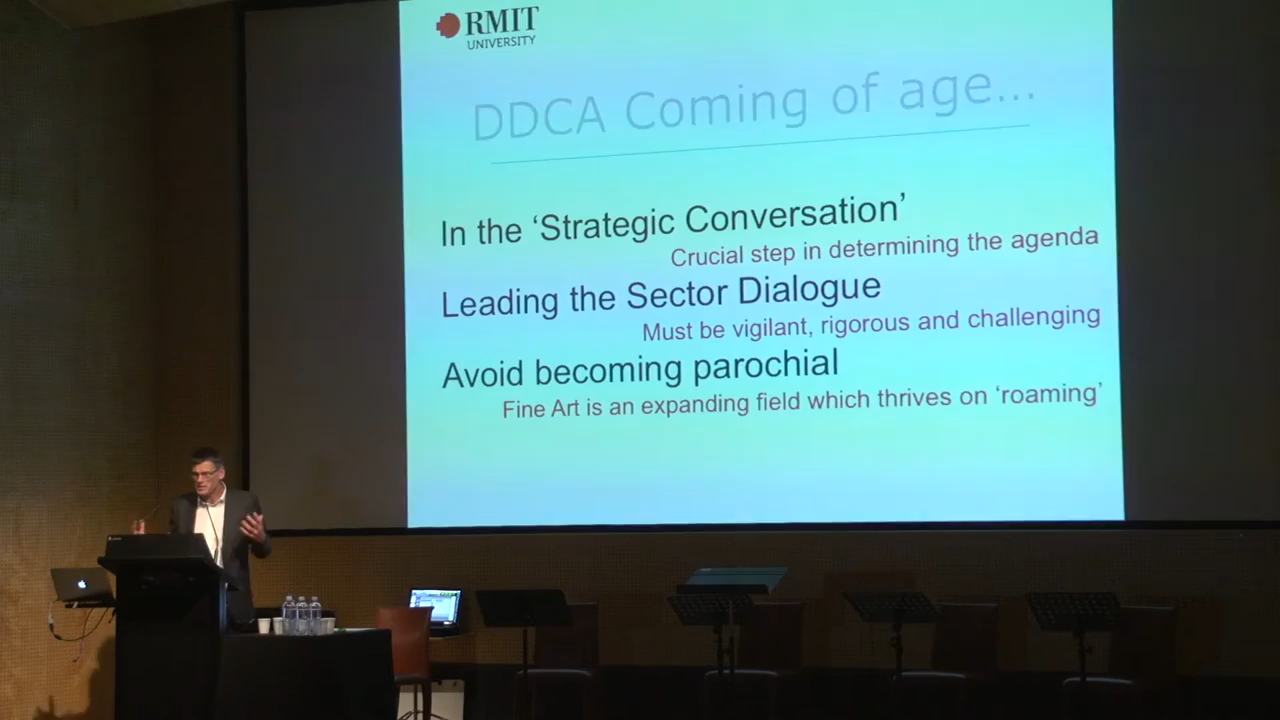 RMIT
UNIVERSITY
DDCA Coming of age...
In the ‘Strategic Conversation’
Crucial step in determining the agenda
Leading the Sector Dialogue
Must be vigilant, rigorous and challenging
Avoid becoming parochial
Fine Art is an expanding field which thrives on ‘roaming’